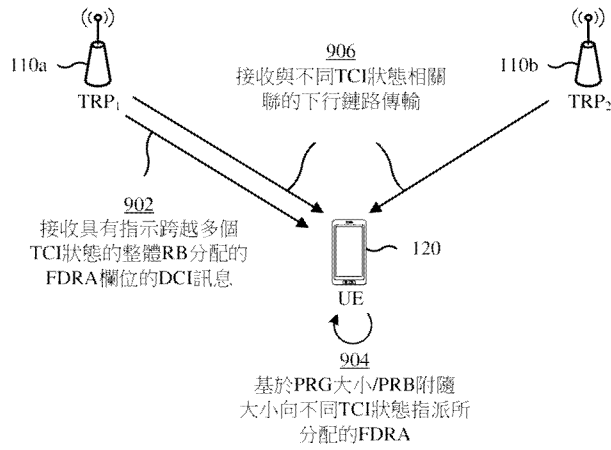 110a
TRP1
906
接收與不同TCI狀態相關
聯的下行鏈路傳輸
110b
TRP2
902
接收具有指示跨越多個
TCI狀態的整體RB分配的
FDRA欄位的DCI訊息
120
UE
904
基於PRG大小/PRB附隨
大小向不同TCI狀態指派所
分配的FDRA